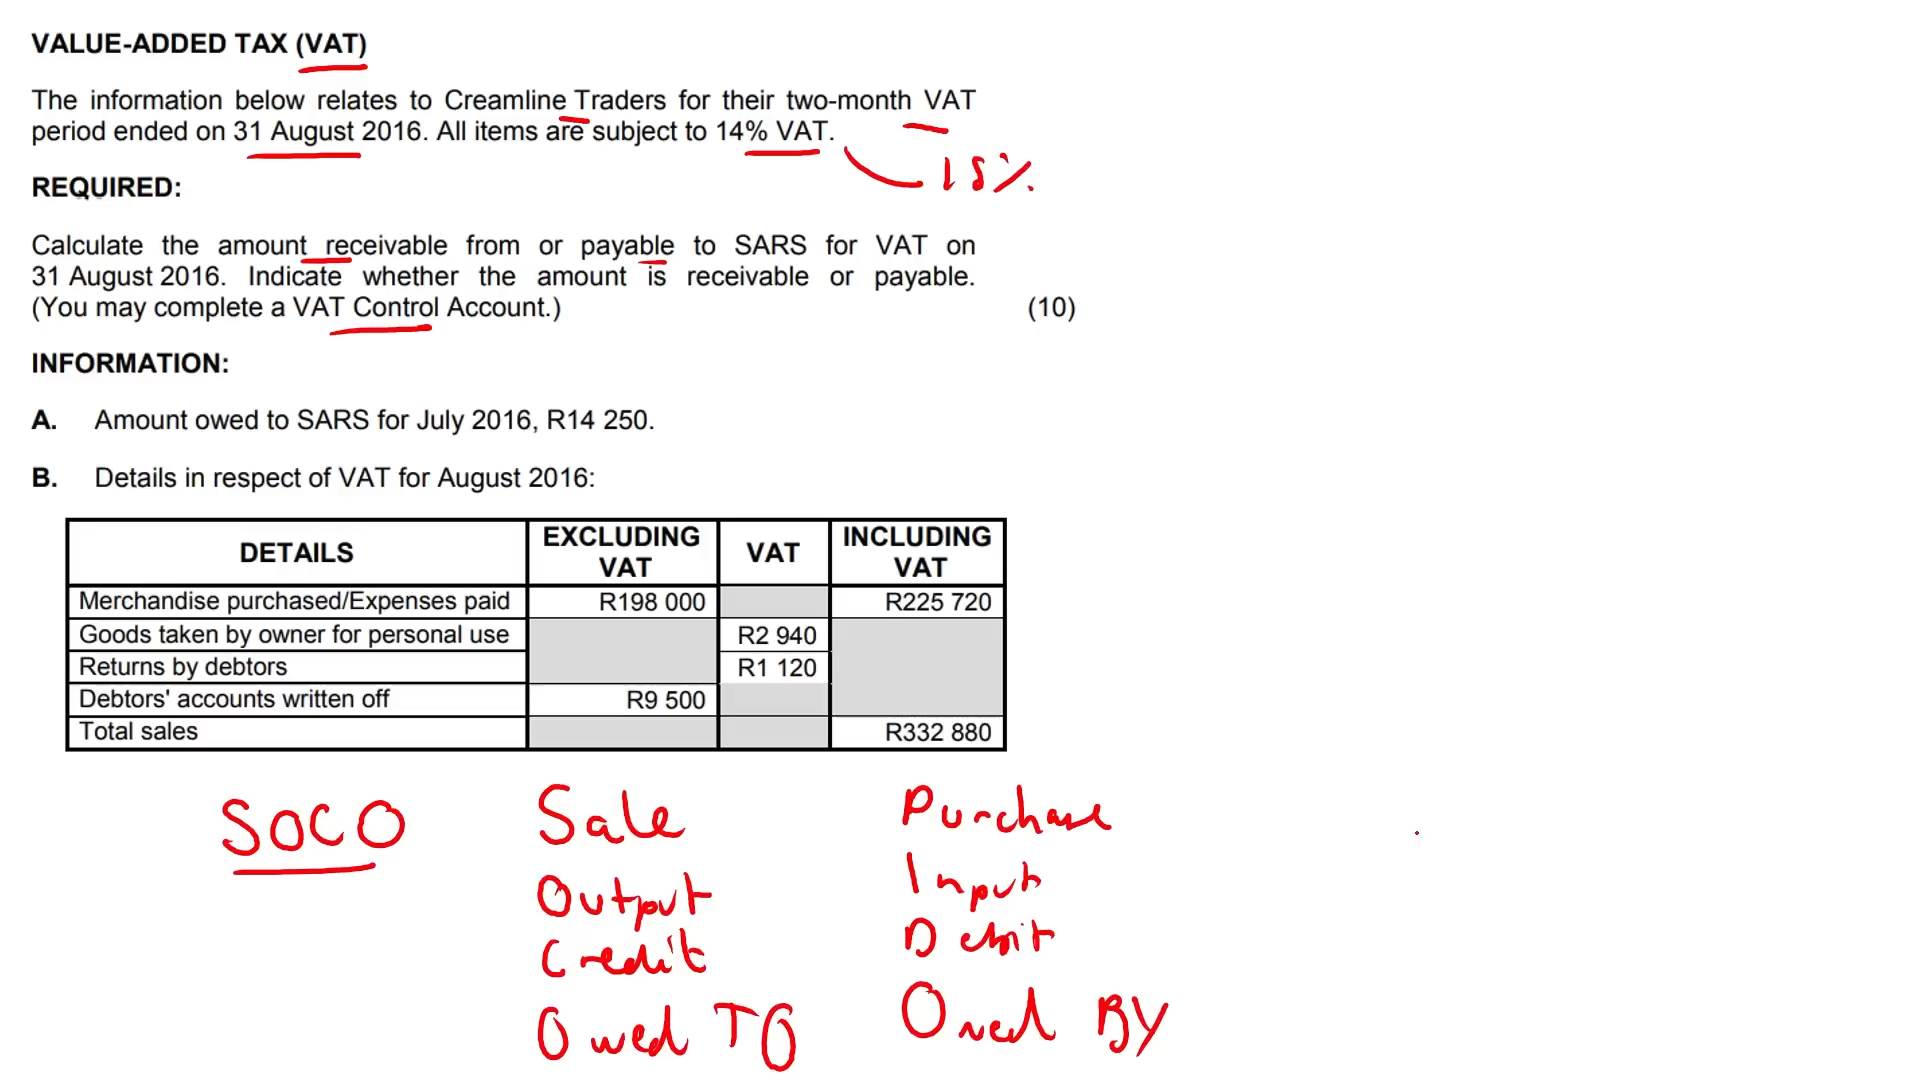 VALUE-ADDED TAX (VAT)
The information below relates to Creamline Traders for their two-month VAT
period ended on 31 August 2016. All items are subject to 14% VAT.
15%
REQUIRED:
Calculate the amount receivable from or payable to SARS for VAT on
31 August 2016. Indicate whether the amount is receivable or payable.
(You may complete a VAT Control Account.) (10)
INFORMATION:
A. Amount owed to SARS for July 2016, R14 250.
B. Details in respect of VAT for August 2016:
DETAILS EXCLUDING VAT VAT INCLUDING VAT
Merchandise purchased/Expenses paid R198 000 R225 720
Goods taken by owner for personal use R2 940
Returns by debtors R1 120
Debtors' accounts written off R9 500
Total sales R332 880
SOCO Sale Purchase
Output Input
Credit Debit
Owed TO Owed BY